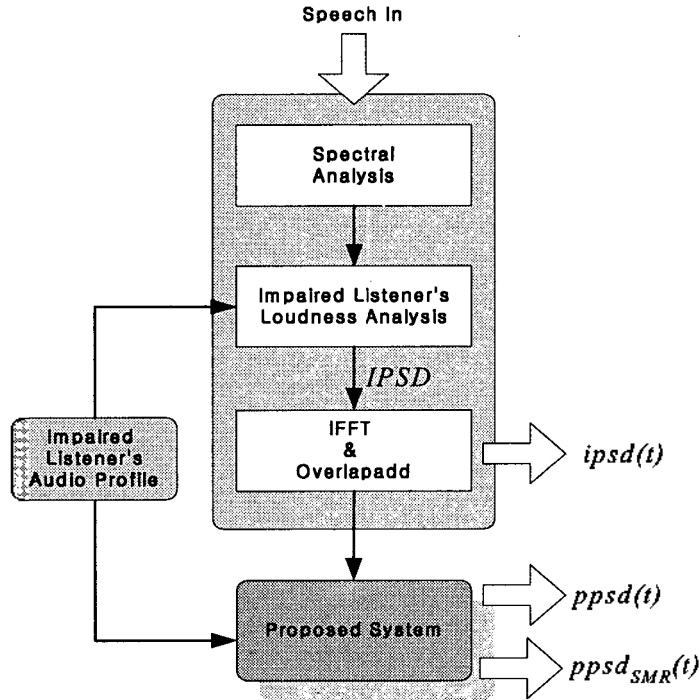 Speech In
Spectral
Analysis
Impaired Listener's
Loudness Analysis
IPSD
IFFT
&
Overlapadd
ipsd(t)
Impaired
Listener's
Audio Profile
ppsd(t)
Proposed System
ppsd_SMR(t)